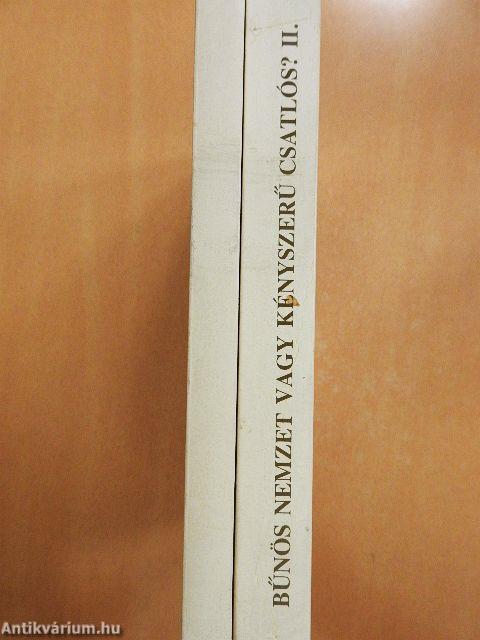 BŰNÖS NEMZET VAGY KÉNYSZERŰ CSATLÓS? II.
Antikvárium.hu